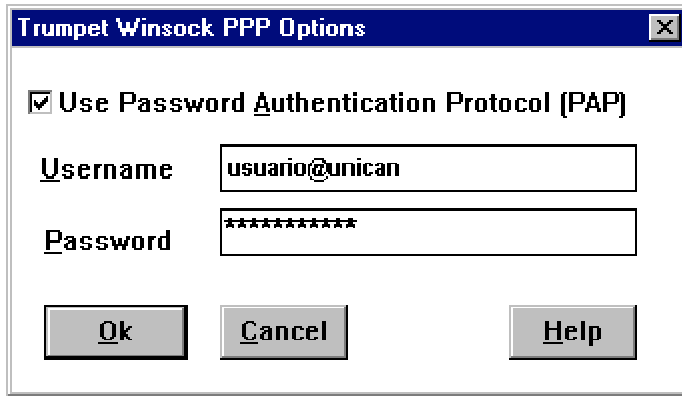 Trumpet Winsock PPP Options
Use Password Authentication Protocol (PAP)
Username usuario@unican
Password ***********
Ok Cancel Help